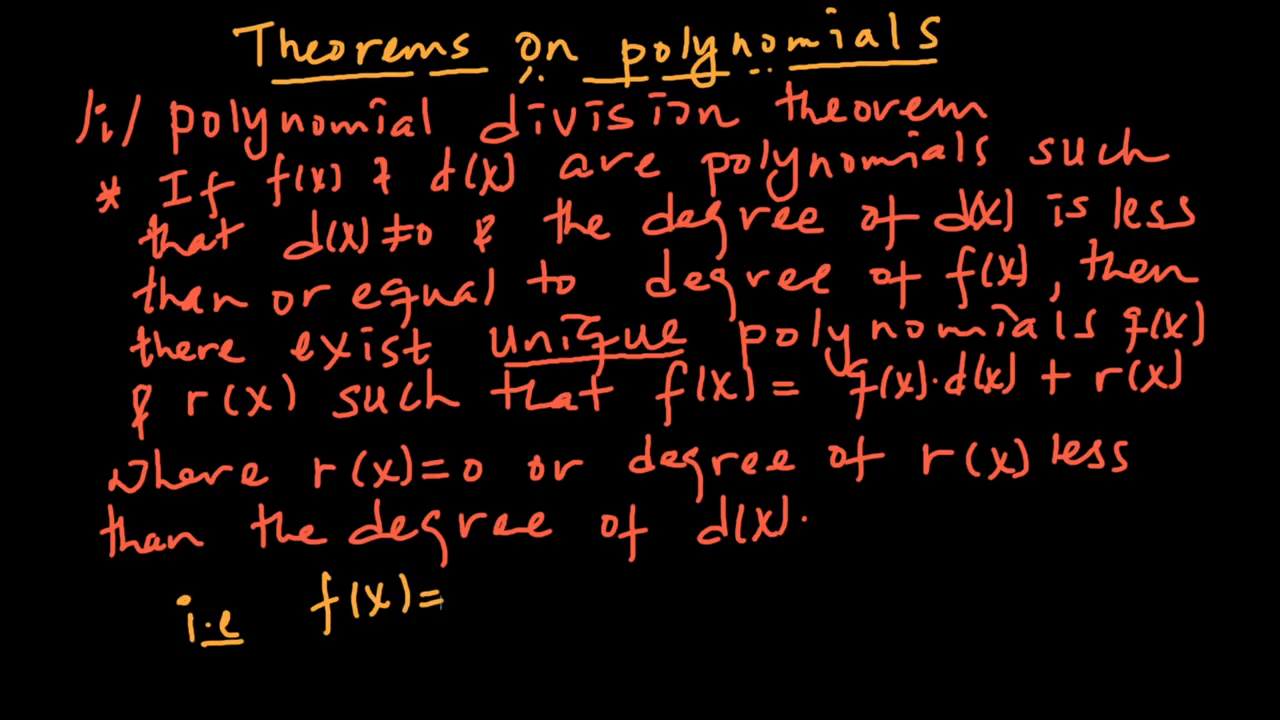 Theorems on polynomials
/i/ polynomial division theorem
* If f(x) & d(x) are polynomials such
that d(x) ≠ 0 & the degree of d(x) is less
than or equal to degree of f(x), then
there exist unique polynomials q(x)
& r(x) such that f(x) = q(x)·d(x) + r(x)
where r(x) = 0 or degree of r(x) less
than the degree of d(x).
i.e f(x) =